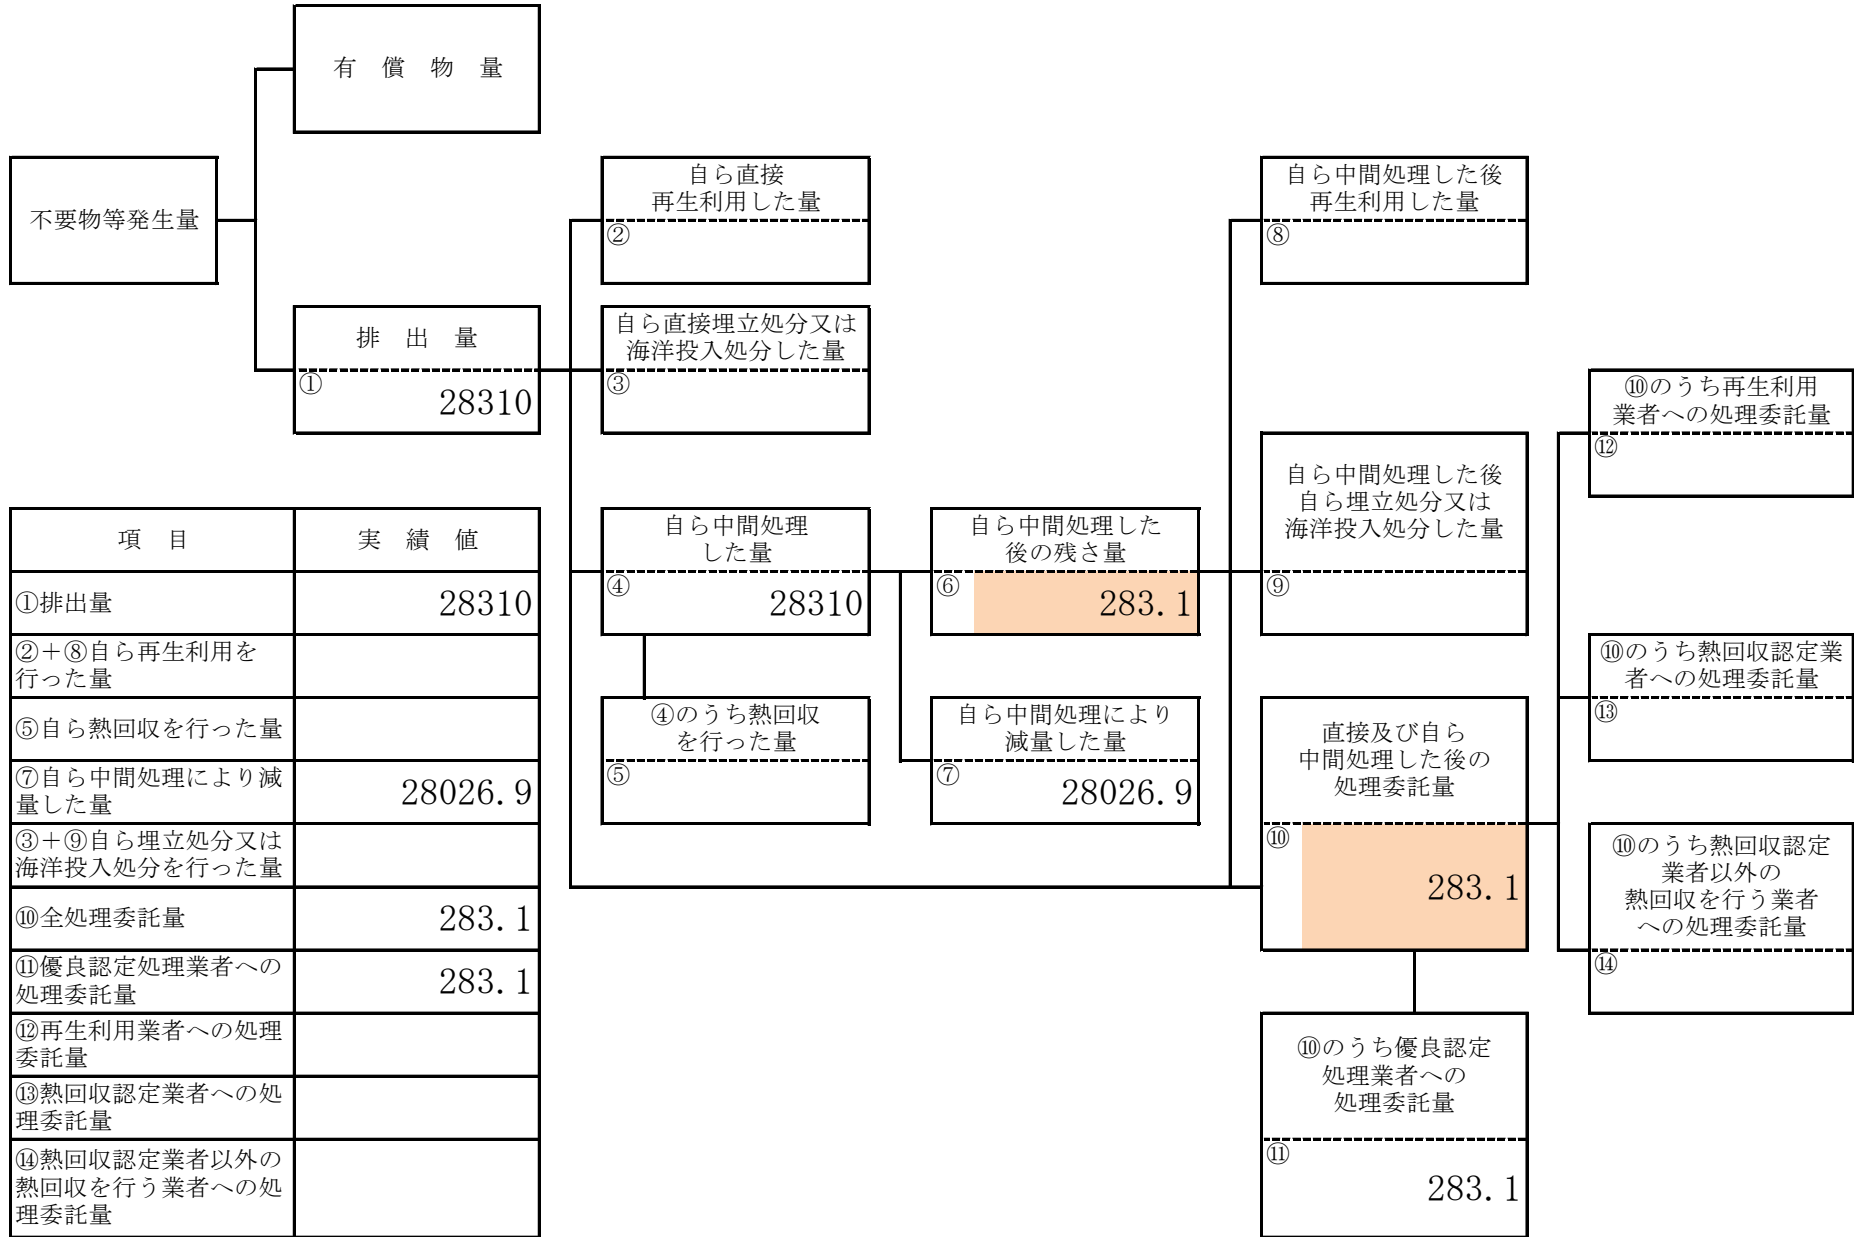 有 償 物 量
不要物等発生量
排 出 量
①
28310
自ら直接
再生利用した量
②
自ら直接埋立処分又は
海洋投入処分した量
③
自ら中間処理
した量
④
28310
④のうち熱回収
を行った量
⑤
自ら中間処理した
後の残さ量
⑥
283.1
自ら中間処理により
減量した量
⑦
28026.9
自ら中間処理した後
再生利用した量
⑧
自ら中間処理した後
自ら埋立処分又は
海洋投入処分した量
⑨
直接及び自ら
中間処理した後の
処理委託量
⑩
283.1
⑩のうち優良認定
処理業者への
処理委託量
⑪
283.1
⑩のうち再生利用
業者への処理委託量
⑫
⑩のうち熱回収認定業
者への処理委託量
⑬
⑩のうち熱回収認定
業者以外の
熱回収を行う業者
への処理委託量
⑭
項 目
実 績 値
①排出量
28310
②＋⑧自ら再生利用を
行った量
⑤自ら熱回収を行った量
⑦自ら中間処理により減
量した量
28026.9
③＋⑨自ら埋立処分又は
海洋投入処分を行った量
⑩全処理委託量
283.1
⑪優良認定処理業者への
処理委託量
283.1
⑫再生利用業者への処理
委託量
⑬熱回収認定業者への処
理委託量
⑭熱回収認定業者以外の
熱回収を行う業者への処
理委託量